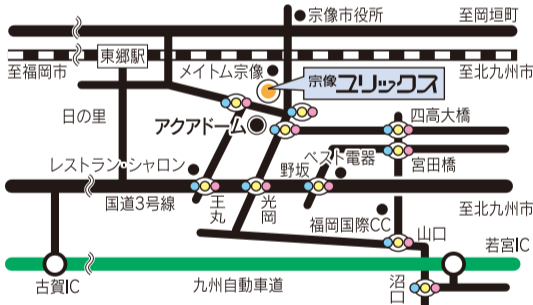 宗像市役所
至岡垣町
東郷駅
至福岡市
メイトム宗像
宗像ユリックス
至北九州市
日の里
アクアドーム
四高大橋
レストラン・シャロン
野坂
ベスト電器
宮田橋
国道3号線
王丸
光岡
福岡国際CC
至北九州市
山口
若宮IC
古賀IC
九州自動車道
沼口